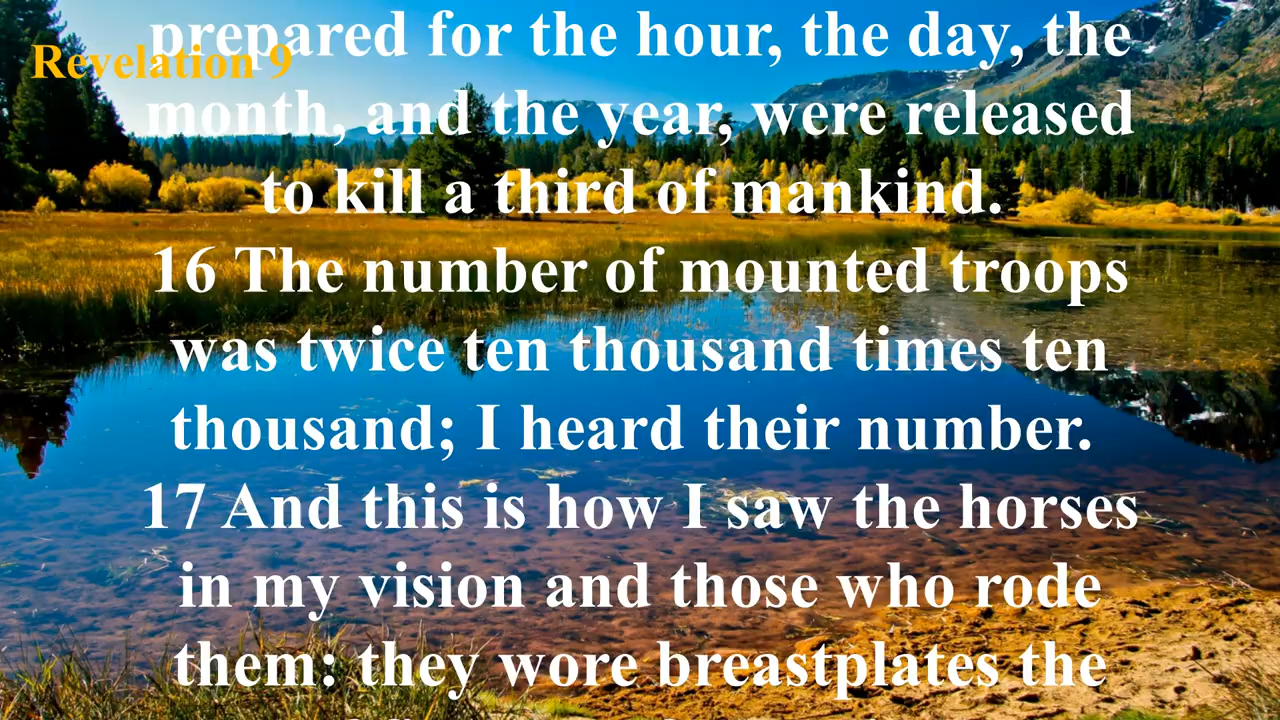 prepared for the hour, the day, the
Revelation 9
month, and the year, were released
to kill a third of mankind.
16 The number of mounted troops
was twice ten thousand times ten
thousand; I heard their number.
17 And this is how I saw the horses
in my vision and those who rode
them: they wore breastplates the